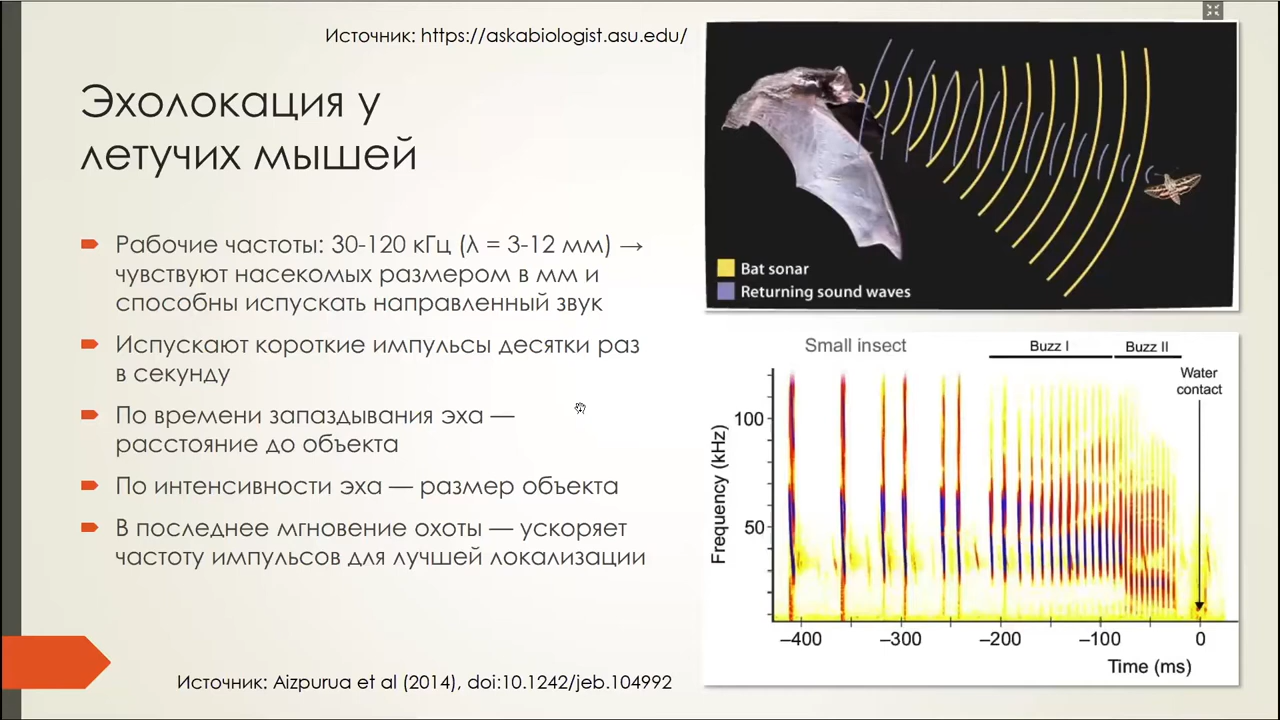 Источник: https://askabiologist.asu.edu/
Эхолокация у
летучих мышей
Рабочие частоты: 30-120 кГц (λ = 3-12 мм) →
чувствуют насекомых размером в мм и
способны испускать направленный звук
Испускают короткие импульсы десятки раз
в секунду
По времени запаздывания эха —
расстояние до объекта
По интенсивности эха — размер объекта
В последнее мгновение охоты — ускоряет
частоту импульсов для лучшей локализации
Источник: Aizpurua et al (2014), doi:10.1242/jeb.104992
Bat sonar
Returning sound waves
Small insect
Buzz I
Buzz II
Water
contact
Frequency (kHz)
100
50
–400
–300
–200
–100
0
Time (ms)